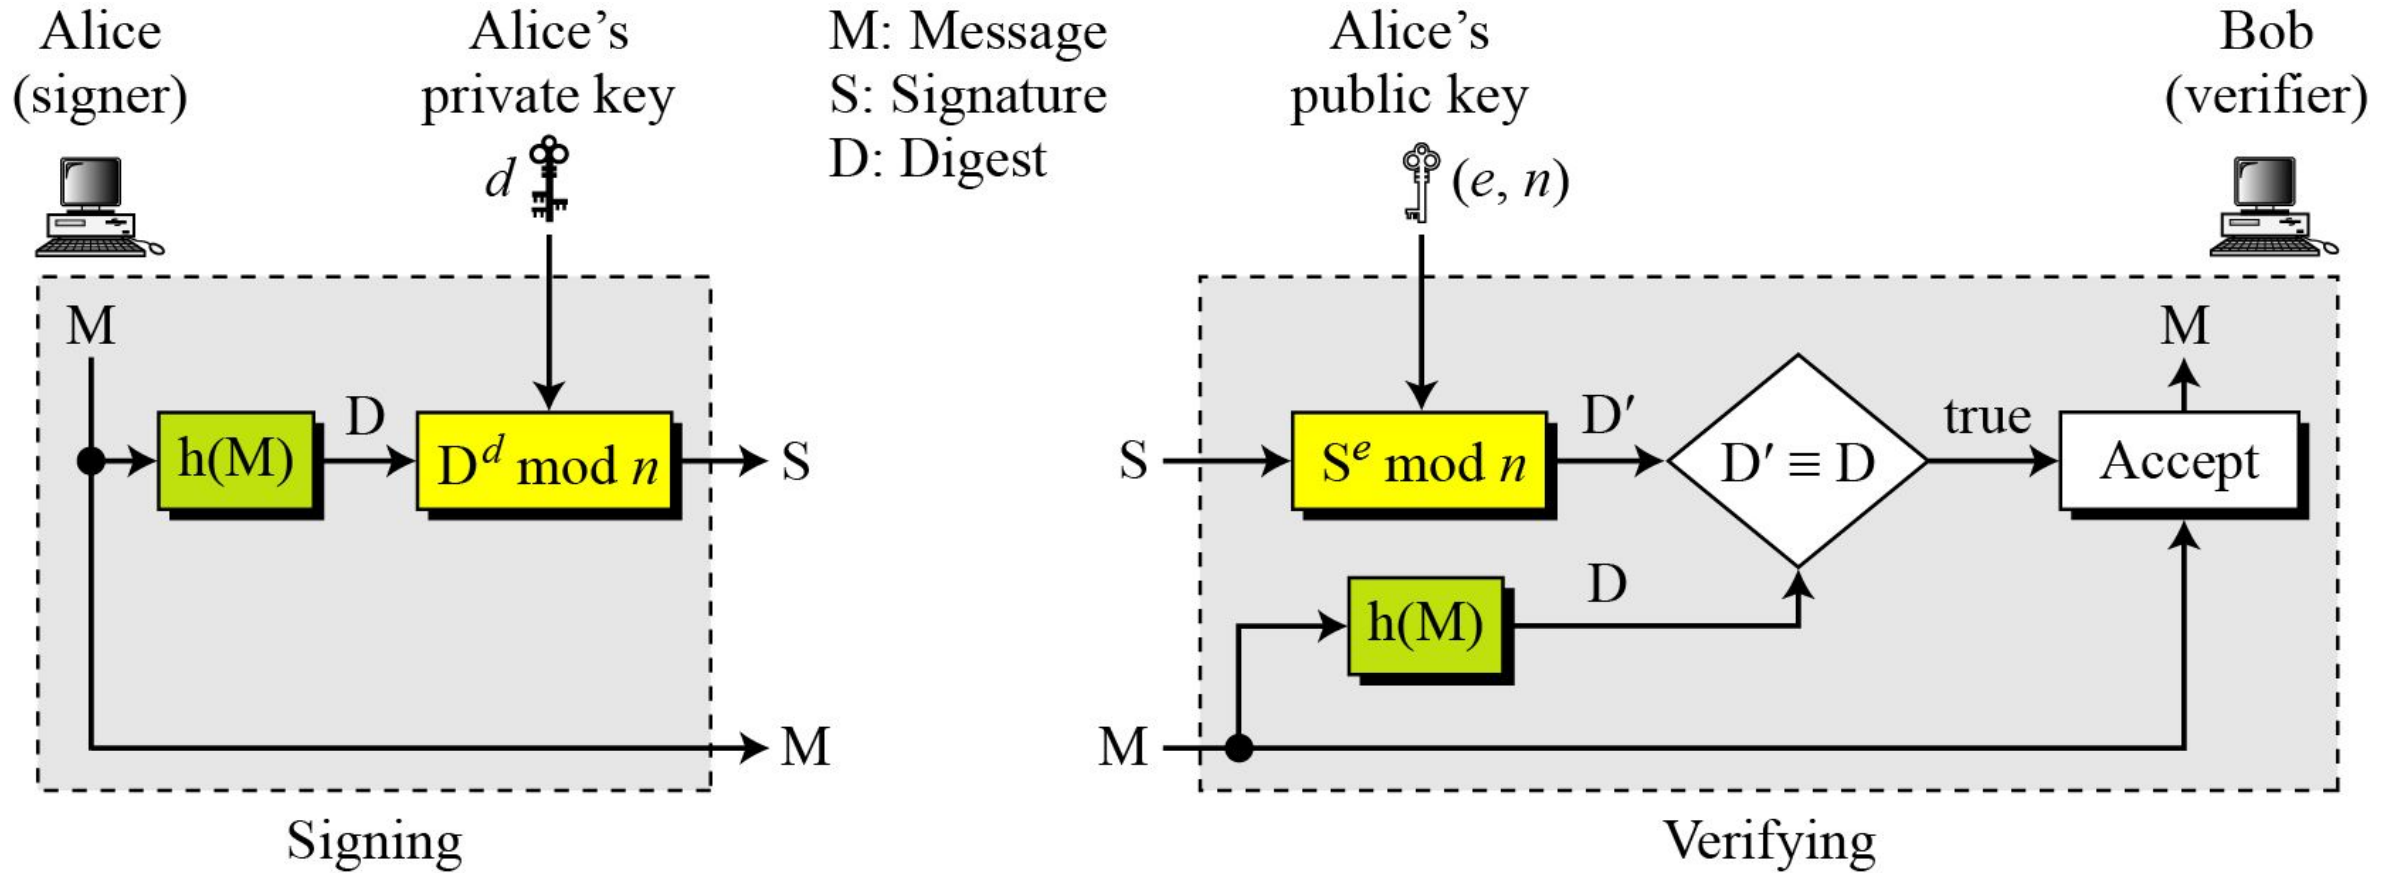 Alice
(signer)
Alice’s
private key
d
M: Message
S: Signature
D: Digest
Alice’s
public key
(e, n)
Bob
(verifier)
M
h(M)
D
D^d mod n
S
M
Signing
S
S^e mod n
D′
D′ ≡ D
true
Accept
M
h(M)
D
M
Verifying